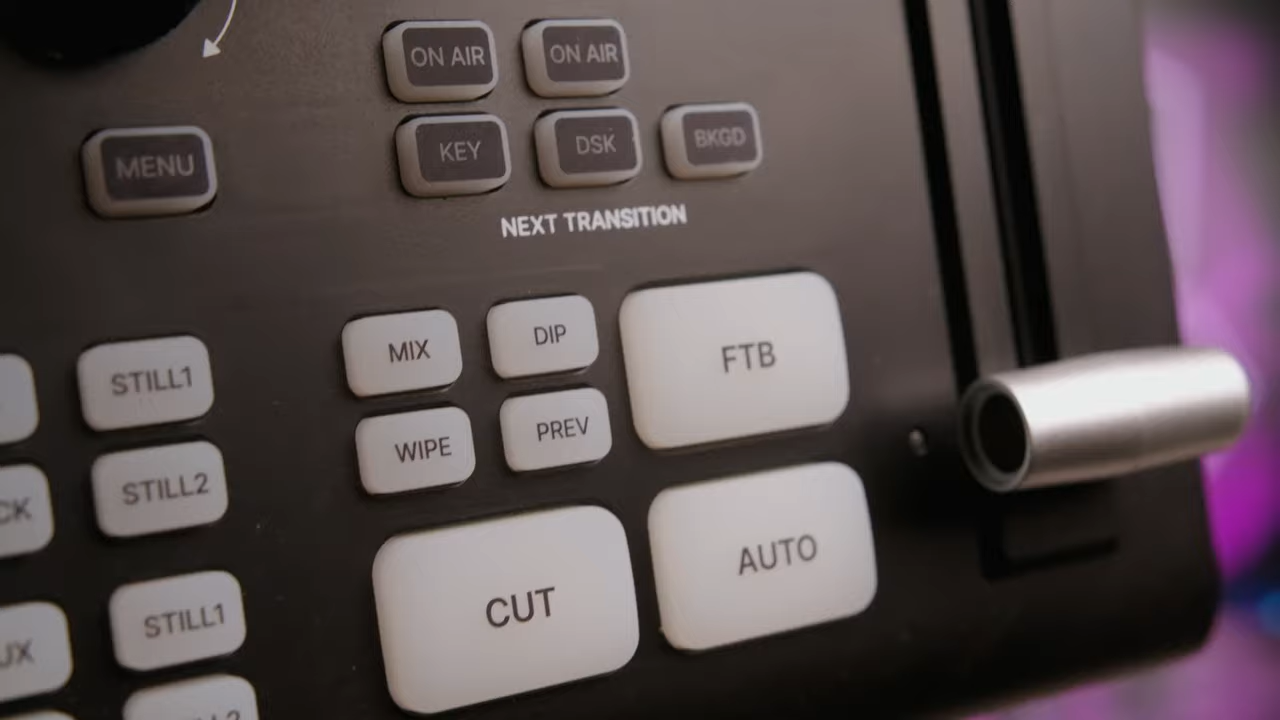 ON AIR
ON AIR
MENU
KEY
DSK
BKGD
NEXT TRANSITION
MIX
DIP
FTB
STILL1
WIPE
PREV
STILL2
CUT
AUTO
STILL1